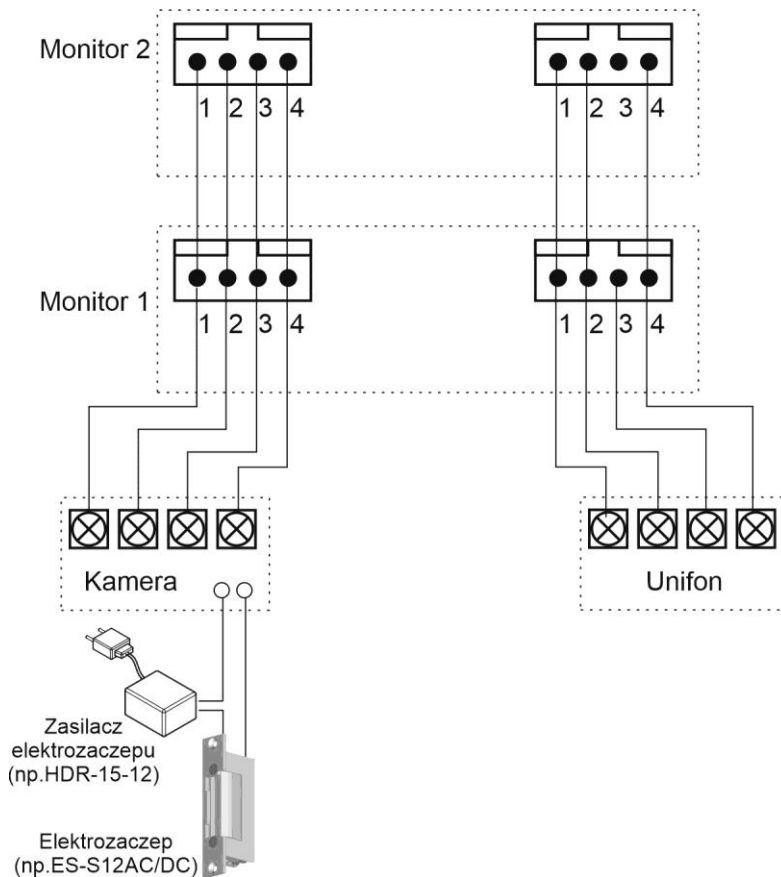 Monitor 2
1 2 3 4
1 2 3 4
Monitor 1
1 2 3 4
1 2 3 4
Kamera
Unifon
Zasilacz
elektrozaczepu
(np.HDR-15-12)
Elektrozaczep
(np.ES-S12AC/DC)